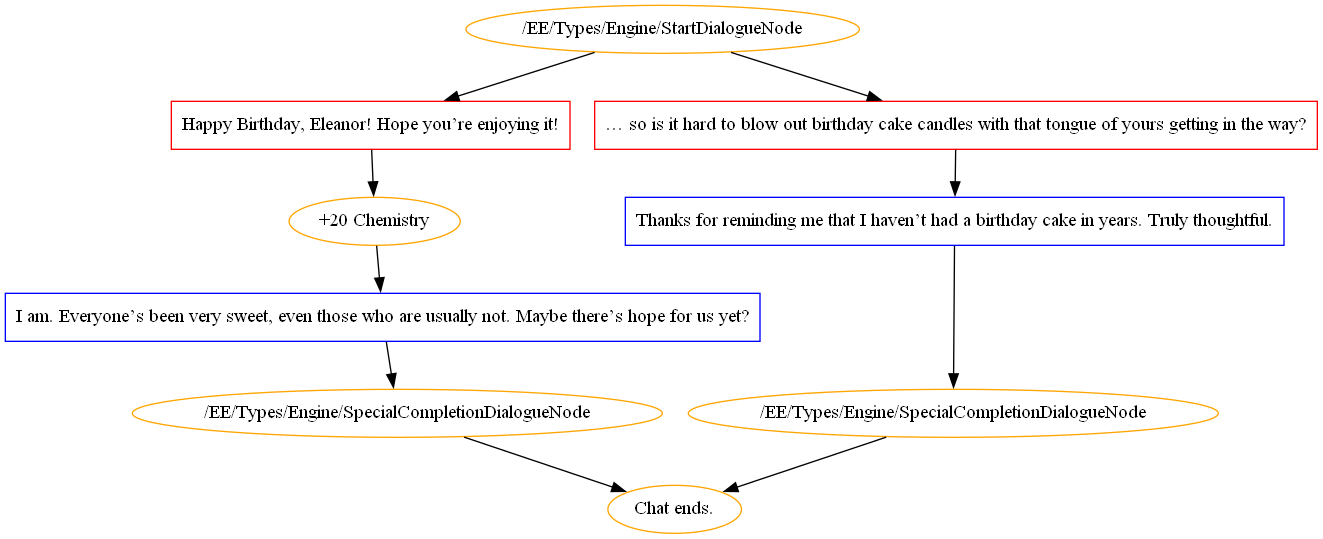 /EE/Types/Engine/StartDialogueNode
Happy Birthday, Eleanor! Hope you’re enjoying it!
… so is it hard to blow out birthday cake candles with that tongue of yours getting in the way?
+20 Chemistry
Thanks for reminding me that I haven’t had a birthday cake in years. Truly thoughtful.
I am. Everyone’s been very sweet, even those who are usually not. Maybe there’s hope for us yet?
/EE/Types/Engine/SpecialCompletionDialogueNode
/EE/Types/Engine/SpecialCompletionDialogueNode
Chat ends.